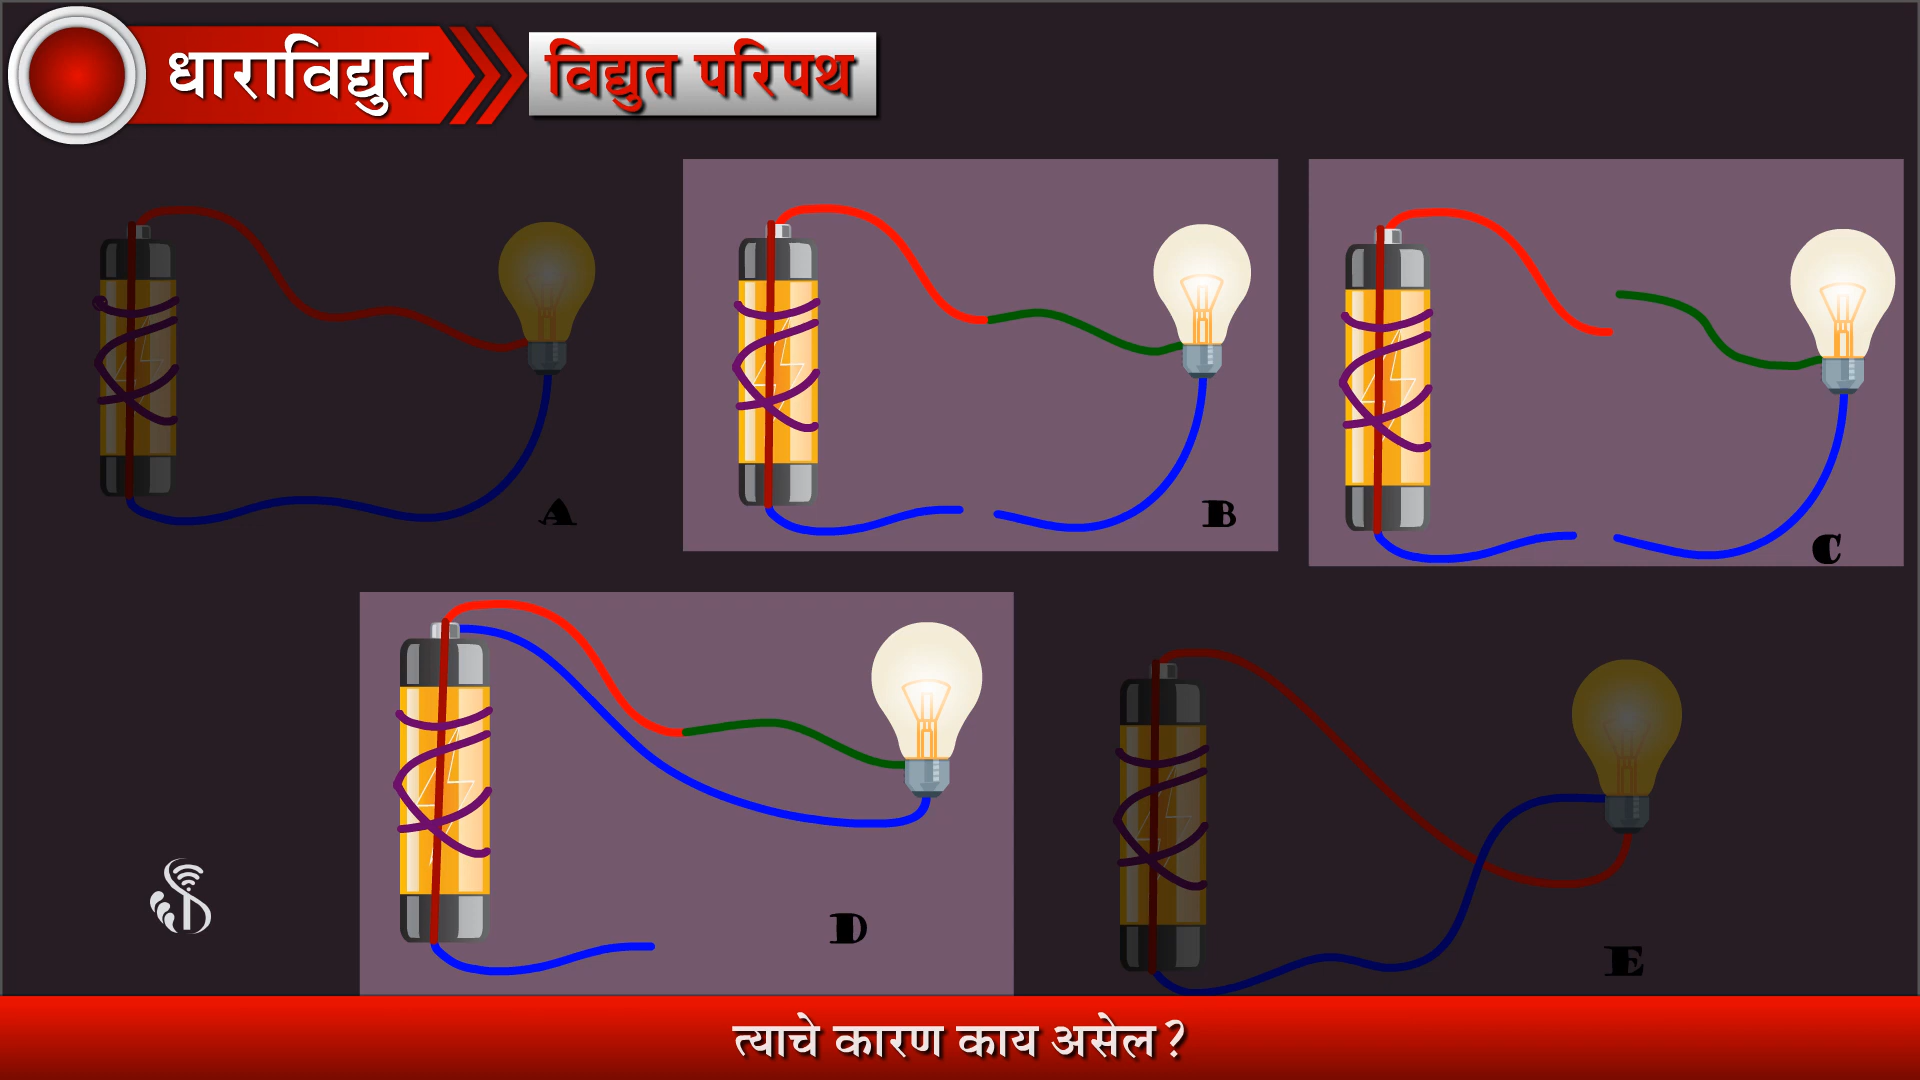 धाराविद्युत
विद्युत परिपथ
A
B
C
D
E
त्याचे कारण काय असेल?